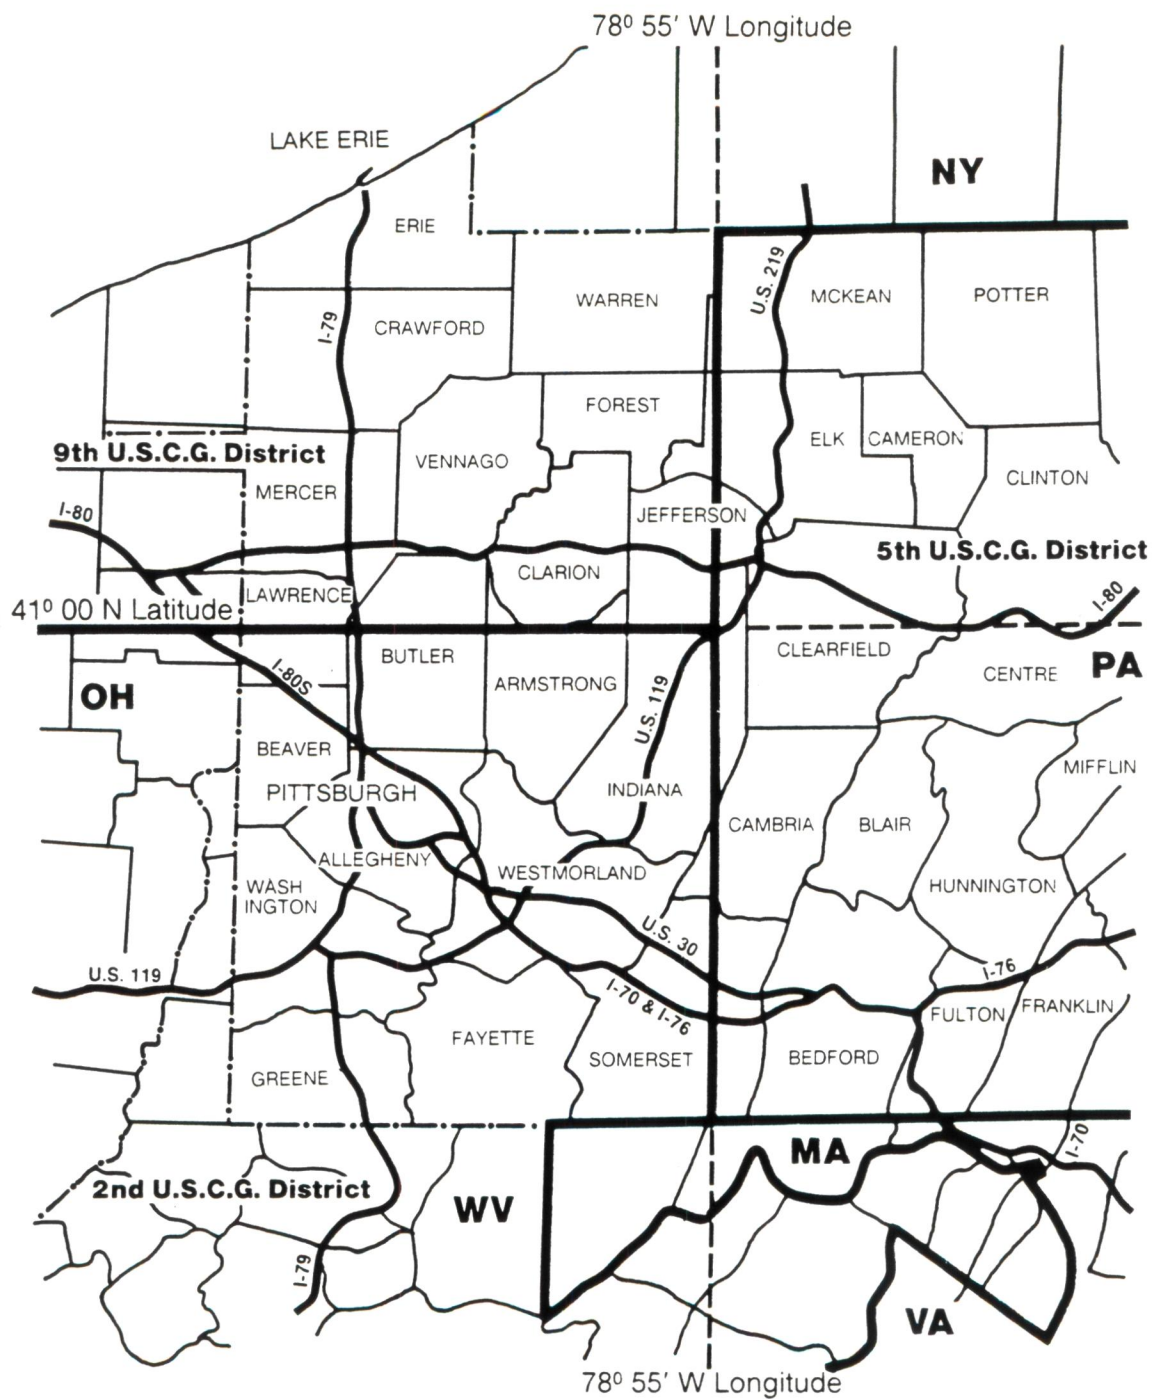 78⁰ 55' W Longitude
LAKE ERIE
NY
ERIE
U.S. 219
WARREN
MCKEAN
POTTER
I-79
CRAWFORD
FOREST
9th U.S.C.G. District
VENNAGO
ELK
CAMERON
MERCER
CLINTON
I-80
JEFFERSON
5th U.S.C.G. District
CLARION
LAWRENCE
I-80
41⁰ 00 N Latitude
BUTLER
CLEARFIELD
I-80S
ARMSTRONG
CENTRE
PA
OH
U.S. 119
BEAVER
MIFFLIN
PITTSBURGH
INDIANA
CAMBRIA
BLAIR
ALLEGHENY
WESTMORLAND
WASH
INGTON
HUNNINGTON
U.S. 30
U.S. 119
I-76
I-70 & I-76
FULTON
FRANKLIN
FAYETTE
SOMERSET
BEDFORD
GREENE
I-70
MA
2nd U.S.C.G. District
WV
I-79
VA
78⁰ 55' W Longitude